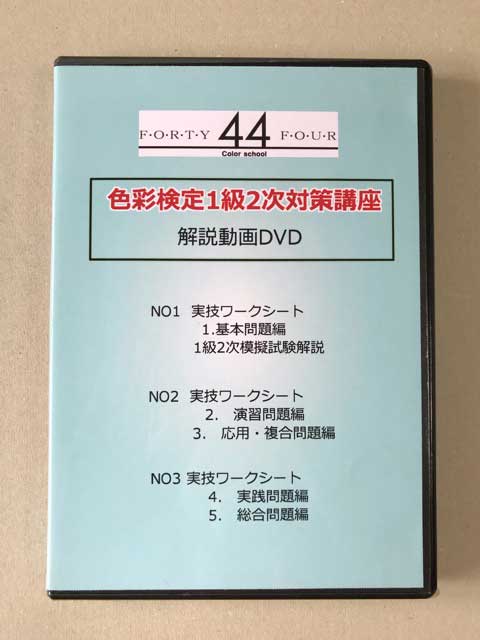 F·O·R·T·Y 44 F·O·U·R
Color school
色彩検定1級2次対策講座
解説動画DVD
NO1 実技ワークシート
1.基本問題編
1級2次模擬試験解説
NO2 実技ワークシート
2. 演習問題編
3. 応用・複合問題編
NO3 実技ワークシート
4. 実践問題編
5. 総合問題編